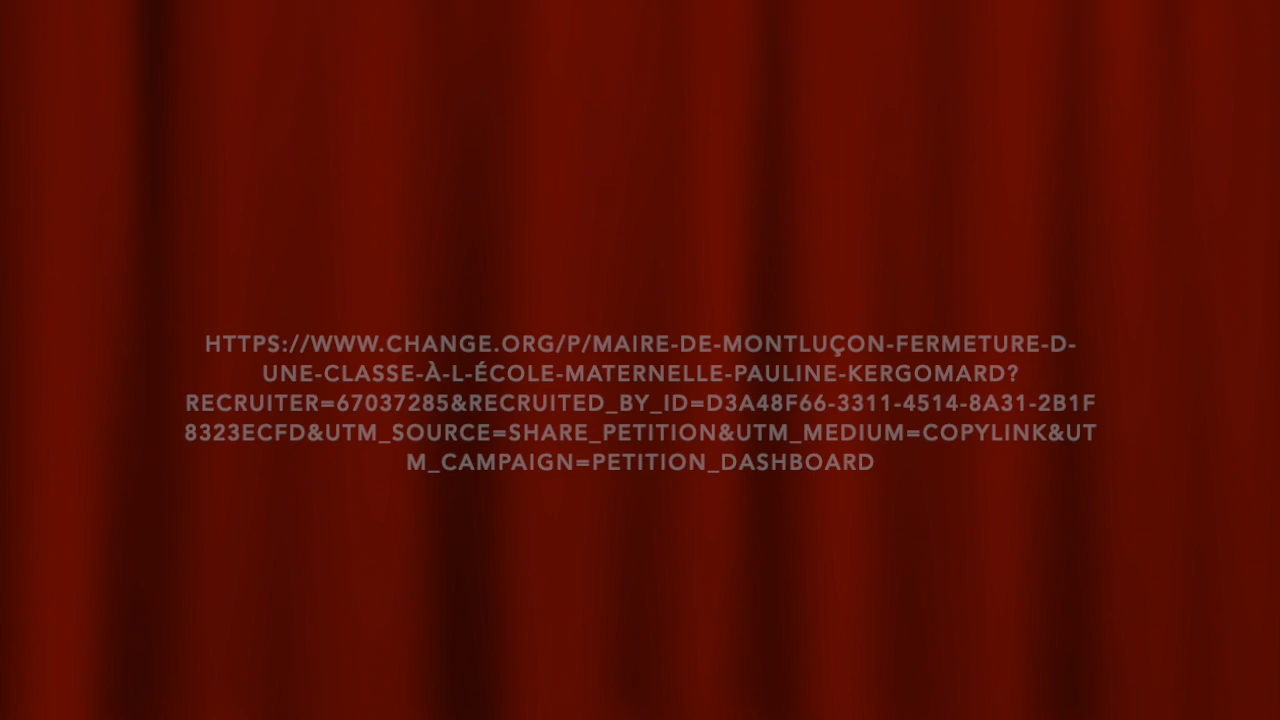 HTTPS://WWW.CHANGE.ORG/P/MAIRE-DE-MONTLUÇON-FERMETURE-D-
UNE-CLASSE-À-L-ÉCOLE-MATERNELLE-PAULINE-KERGOMARD?
RECRUITER=67037285&RECRUITED_BY_ID=D3A48F66-3311-4514-8A31-2B1F
8323ECFD&UTM_SOURCE=SHARE_PETITION&UTM_MEDIUM=COPYLINK&UT
M_CAMPAIGN=PETITION_DASHBOARD